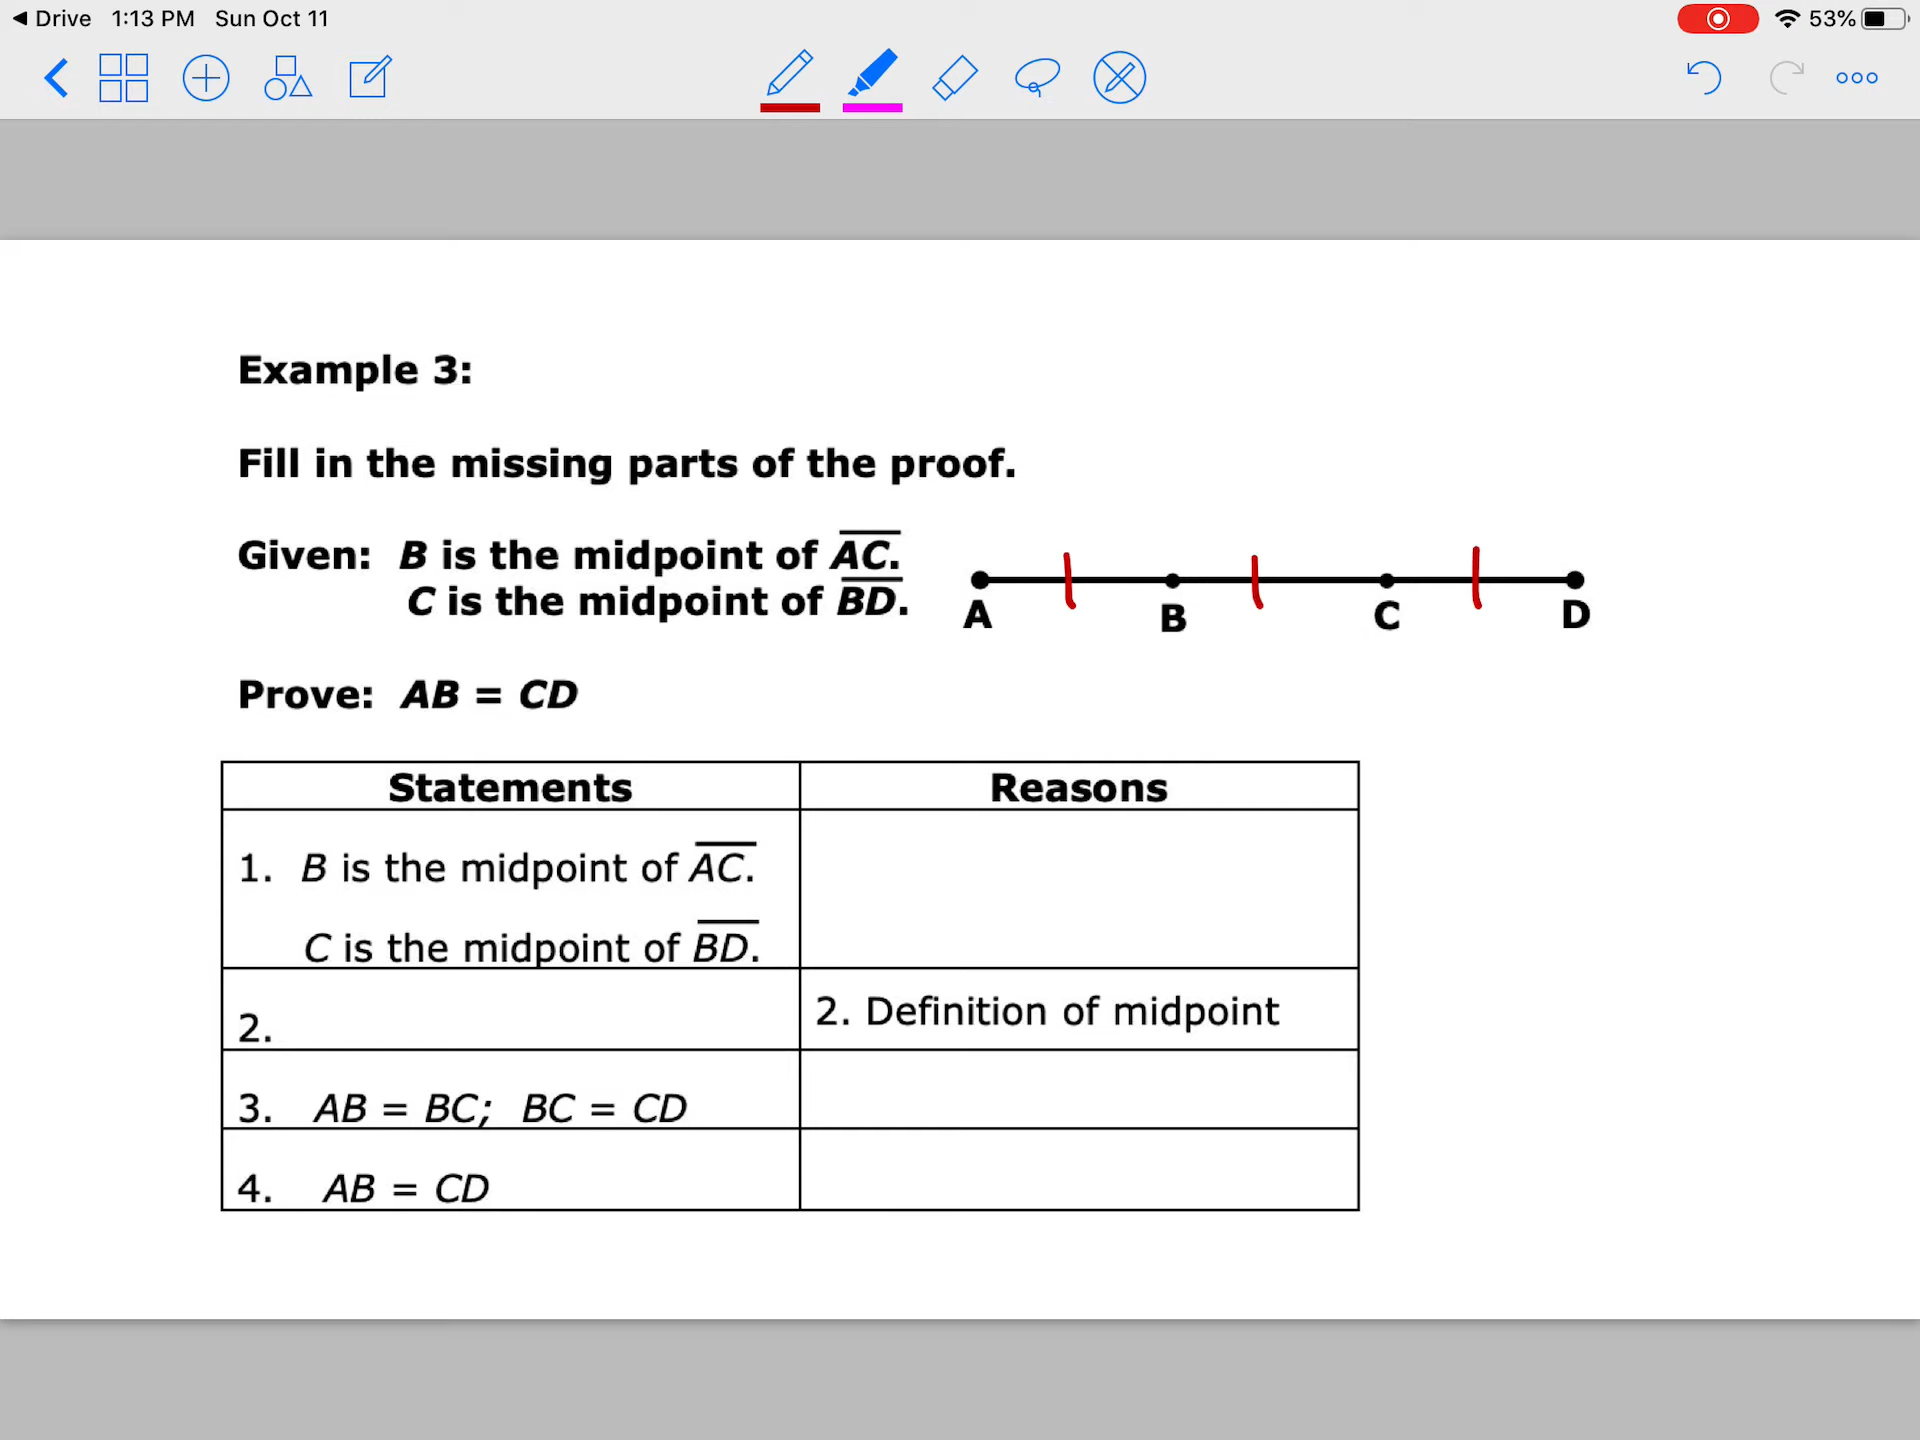 Drive 1:13 PM Sun Oct 11 53%
Example 3:
Fill in the missing parts of the proof.
Given: B is the midpoint of AC.
C is the midpoint of BD.
A B C D
Prove: AB = CD
Statements Reasons
1. B is the midpoint of AC.
C is the midpoint of BD.
2. 2. Definition of midpoint
3. AB = BC; BC = CD
4. AB = CD